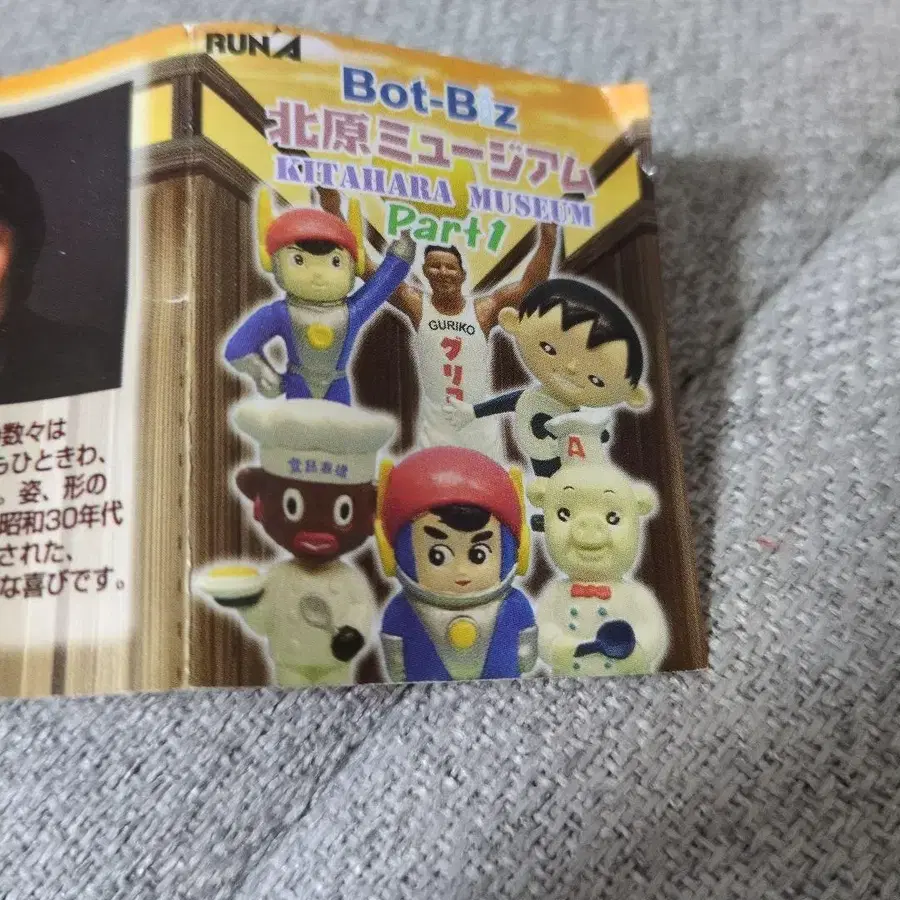 RUN'A
Bot-Biz
北原ミュージアム
KITAHARA MUSEUM
Part1
GURIKO
グリコ
A
数々は
らひときわ、
。姿、形の
昭和30年代
された、
な喜びです。